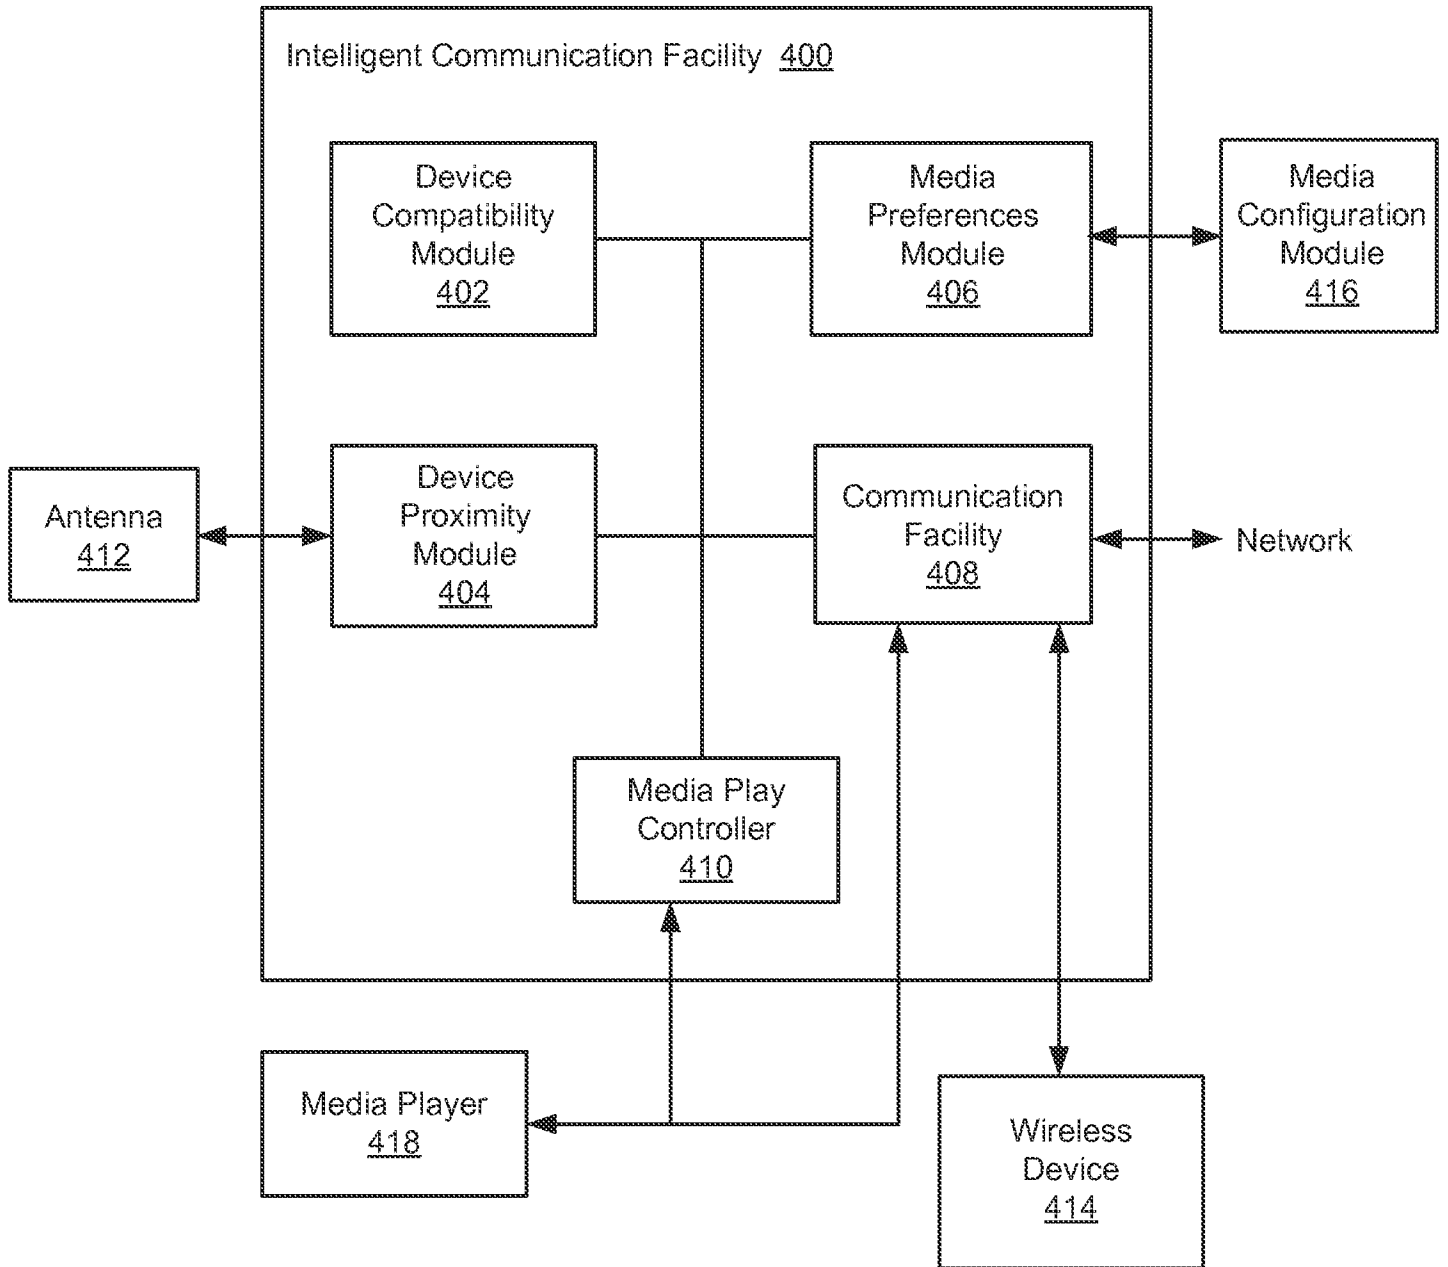 Intelligent Communication Facility 400
Device
Compatibility
Module
402
Media
Preferences
Module
406
Media
Configuration
Module
416
Antenna
412
Device
Proximity
Module
404
Communication
Facility
408
Network
Media Play
Controller
410
Media Player
418
Wireless
Device
414